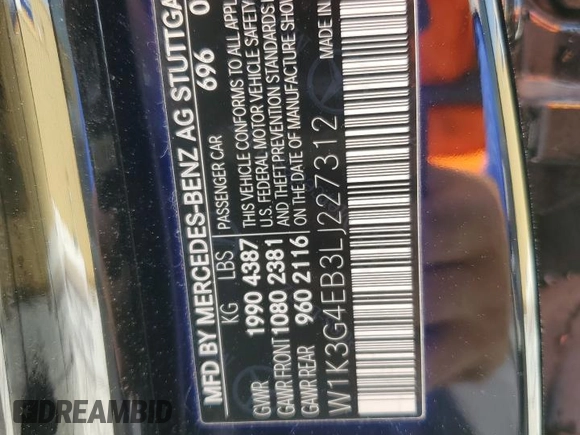 MFD BY MERCEDES-BENZ AG STUTTGA
696 0
KG LBS PASSENGER CAR
GVWR 1990 4387
GAWR FRONT 1080 2381
GAWR REAR 960 2116
THIS VEHICLE CONFORMS TO ALL APPL
U.S. FEDERAL MOTOR VEHICLE SAFETY
AND THEFT PREVENTION STANDARDS
ON THE DATE OF MANUFACTURE SHOW
W1K3G4EB3LJ227312
DREAMBID